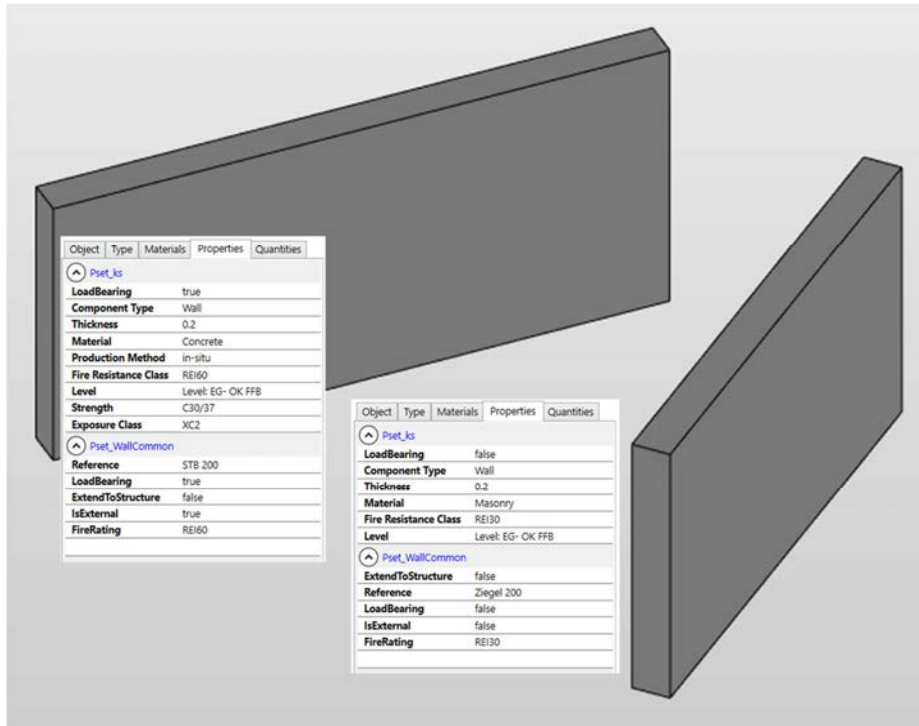 Object Type Materials Properties Quantities
Pset_ks
LoadBearing true
Component Type Wall
Thickness 0.2
Material Concrete
Production Method in-situ
Fire Resistance Class REI60
Level Level: EG- OK FFB
Strength C30/37
Exposure Class XC2
Pset_WallCommon
Reference STB 200
LoadBearing true
ExtendToStructure false
IsExternal true
FireRating REI60
Object Type Materials Properties Quantities
Pset_ks
LoadBearing false
Component Type Wall
Thickness 0.2
Material Masonry
Fire Resistance Class REI30
Level Level: EG- OK FFB
Pset_WallCommon
ExtendToStructure false
Reference Ziegel 200
LoadBearing false
IsExternal false
FireRating REI30